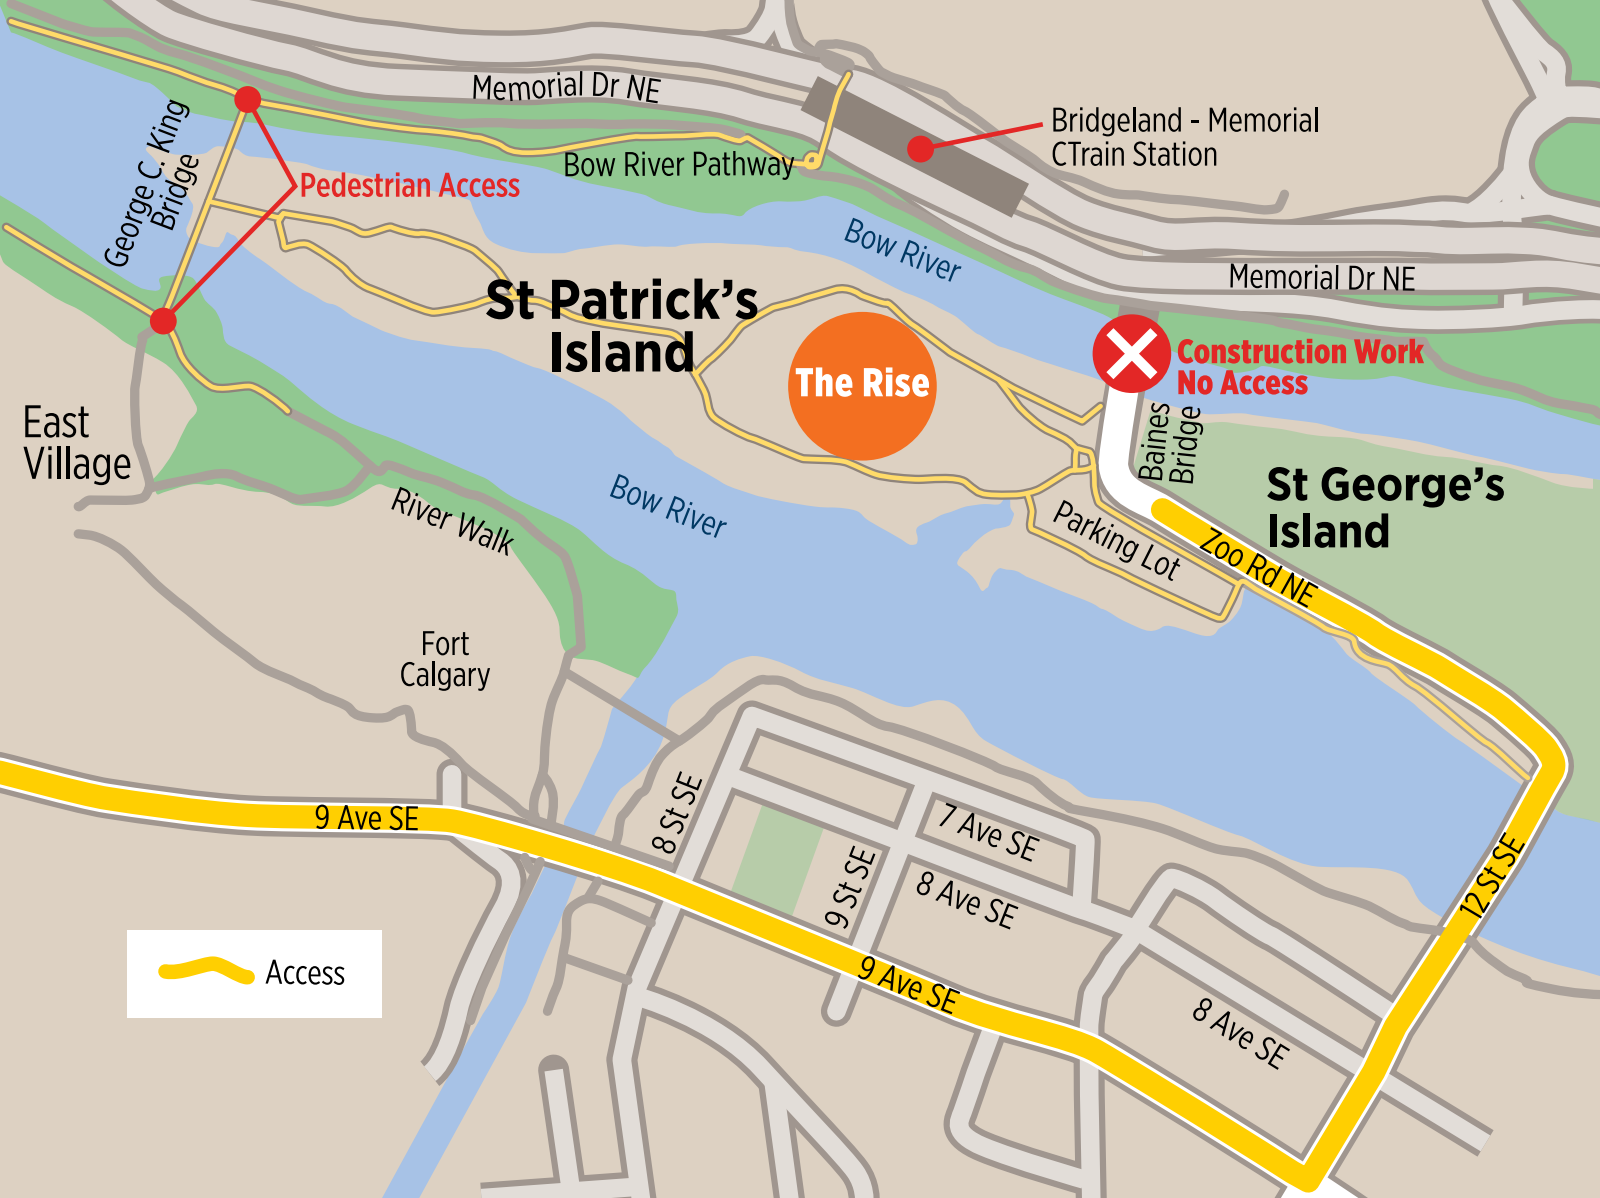 Memorial Dr NE
Bridgeland - Memorial
CTrain Station
George C. King
Bridge
Bow River Pathway
Pedestrian Access
Bow River
Memorial Dr NE
St Patrick's
Island
The Rise
Construction Work
No Access
Baines
Bridge
East
Village
St George's
Island
Bow River
River Walk
Parking Lot
Zoo Rd NE
Fort
Calgary
9 Ave SE
8 St SE
7 Ave SE
9 St SE
8 Ave SE
12 St SE
9 Ave SE
8 Ave SE
Access